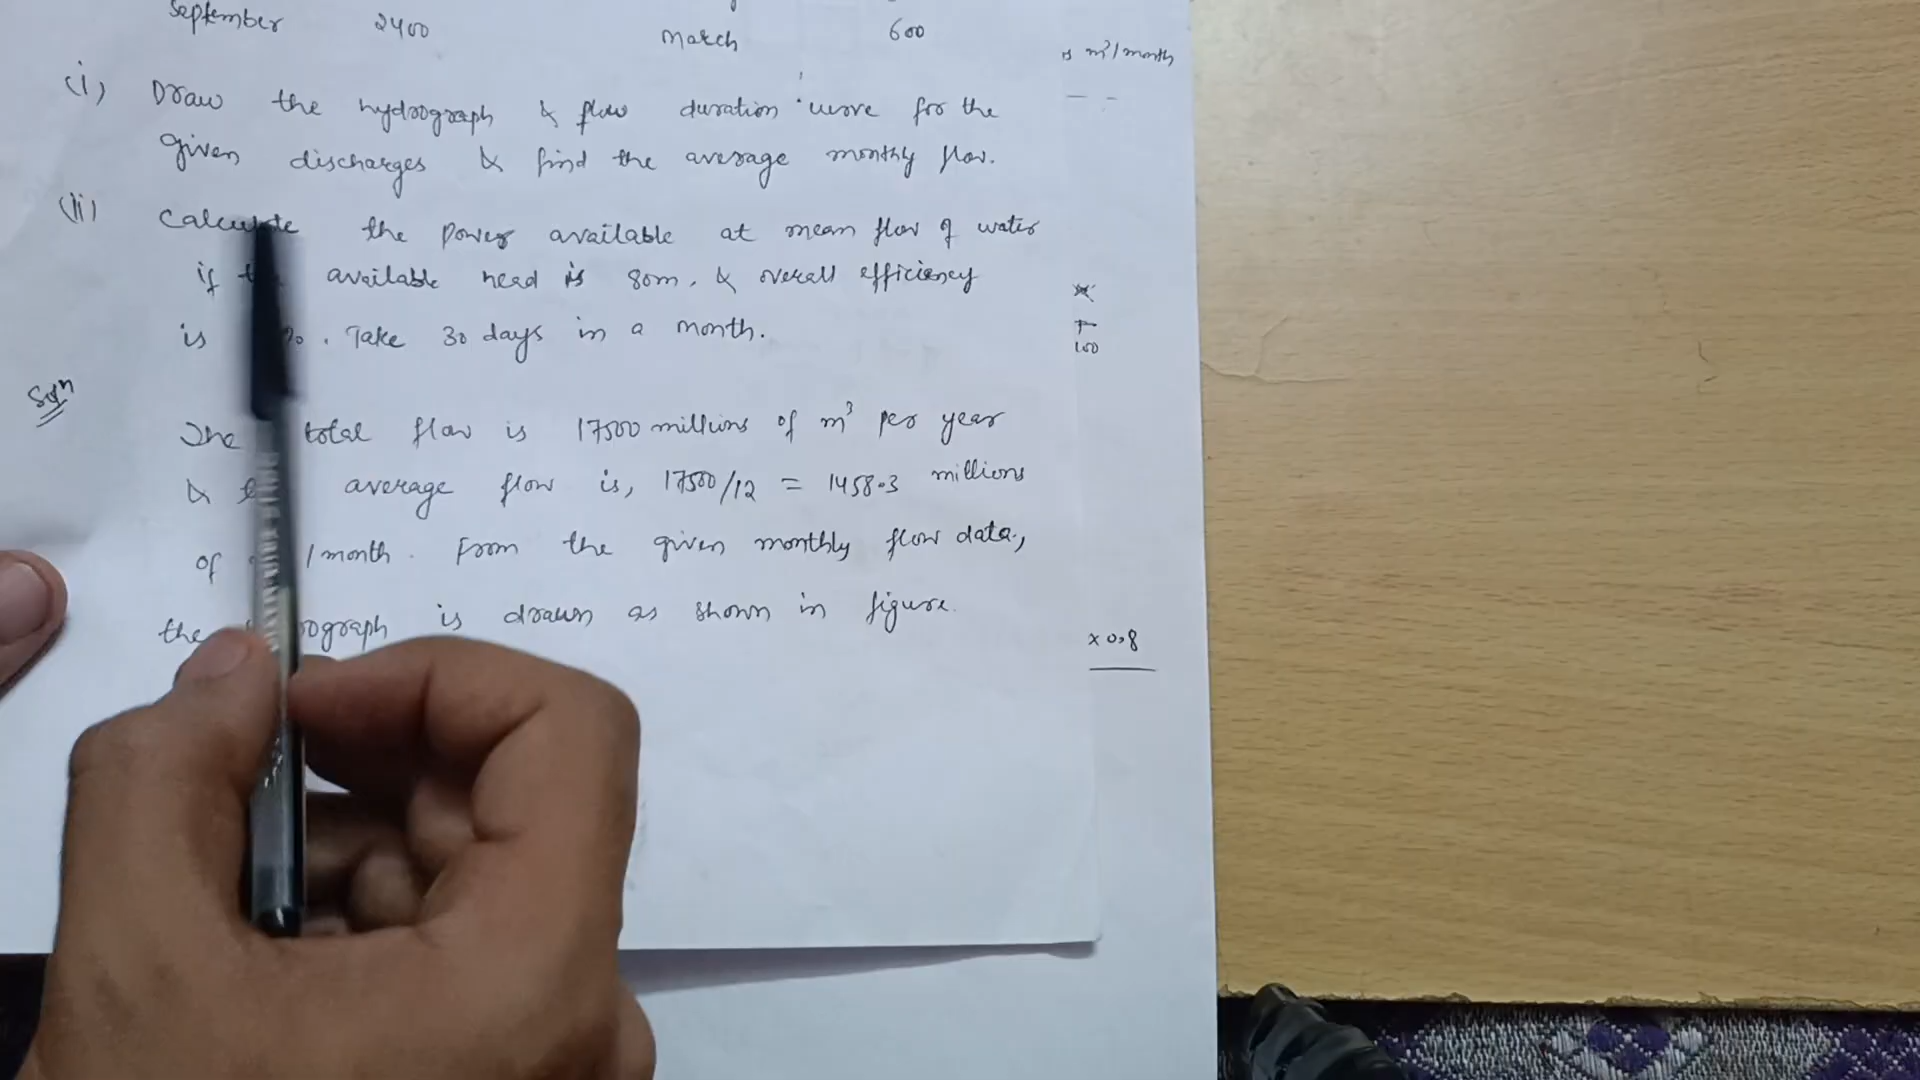 September 2400 March 600
m³/month
(i) Draw the hydrograph & flow duration curve for the
given discharges & find the average monthly flow.
(ii) Calculate the power available at mean flow of water
if available head is 80m. & overall efficiency
is . Take 30 days in a month.
100
Solⁿ
The total flow is 17500 millions of m³ per year
& average flow is, 17500/12 = 1458.3 millions
of /month. From the given monthly flow data,
the is drawn as shown in figure.
x 0.8